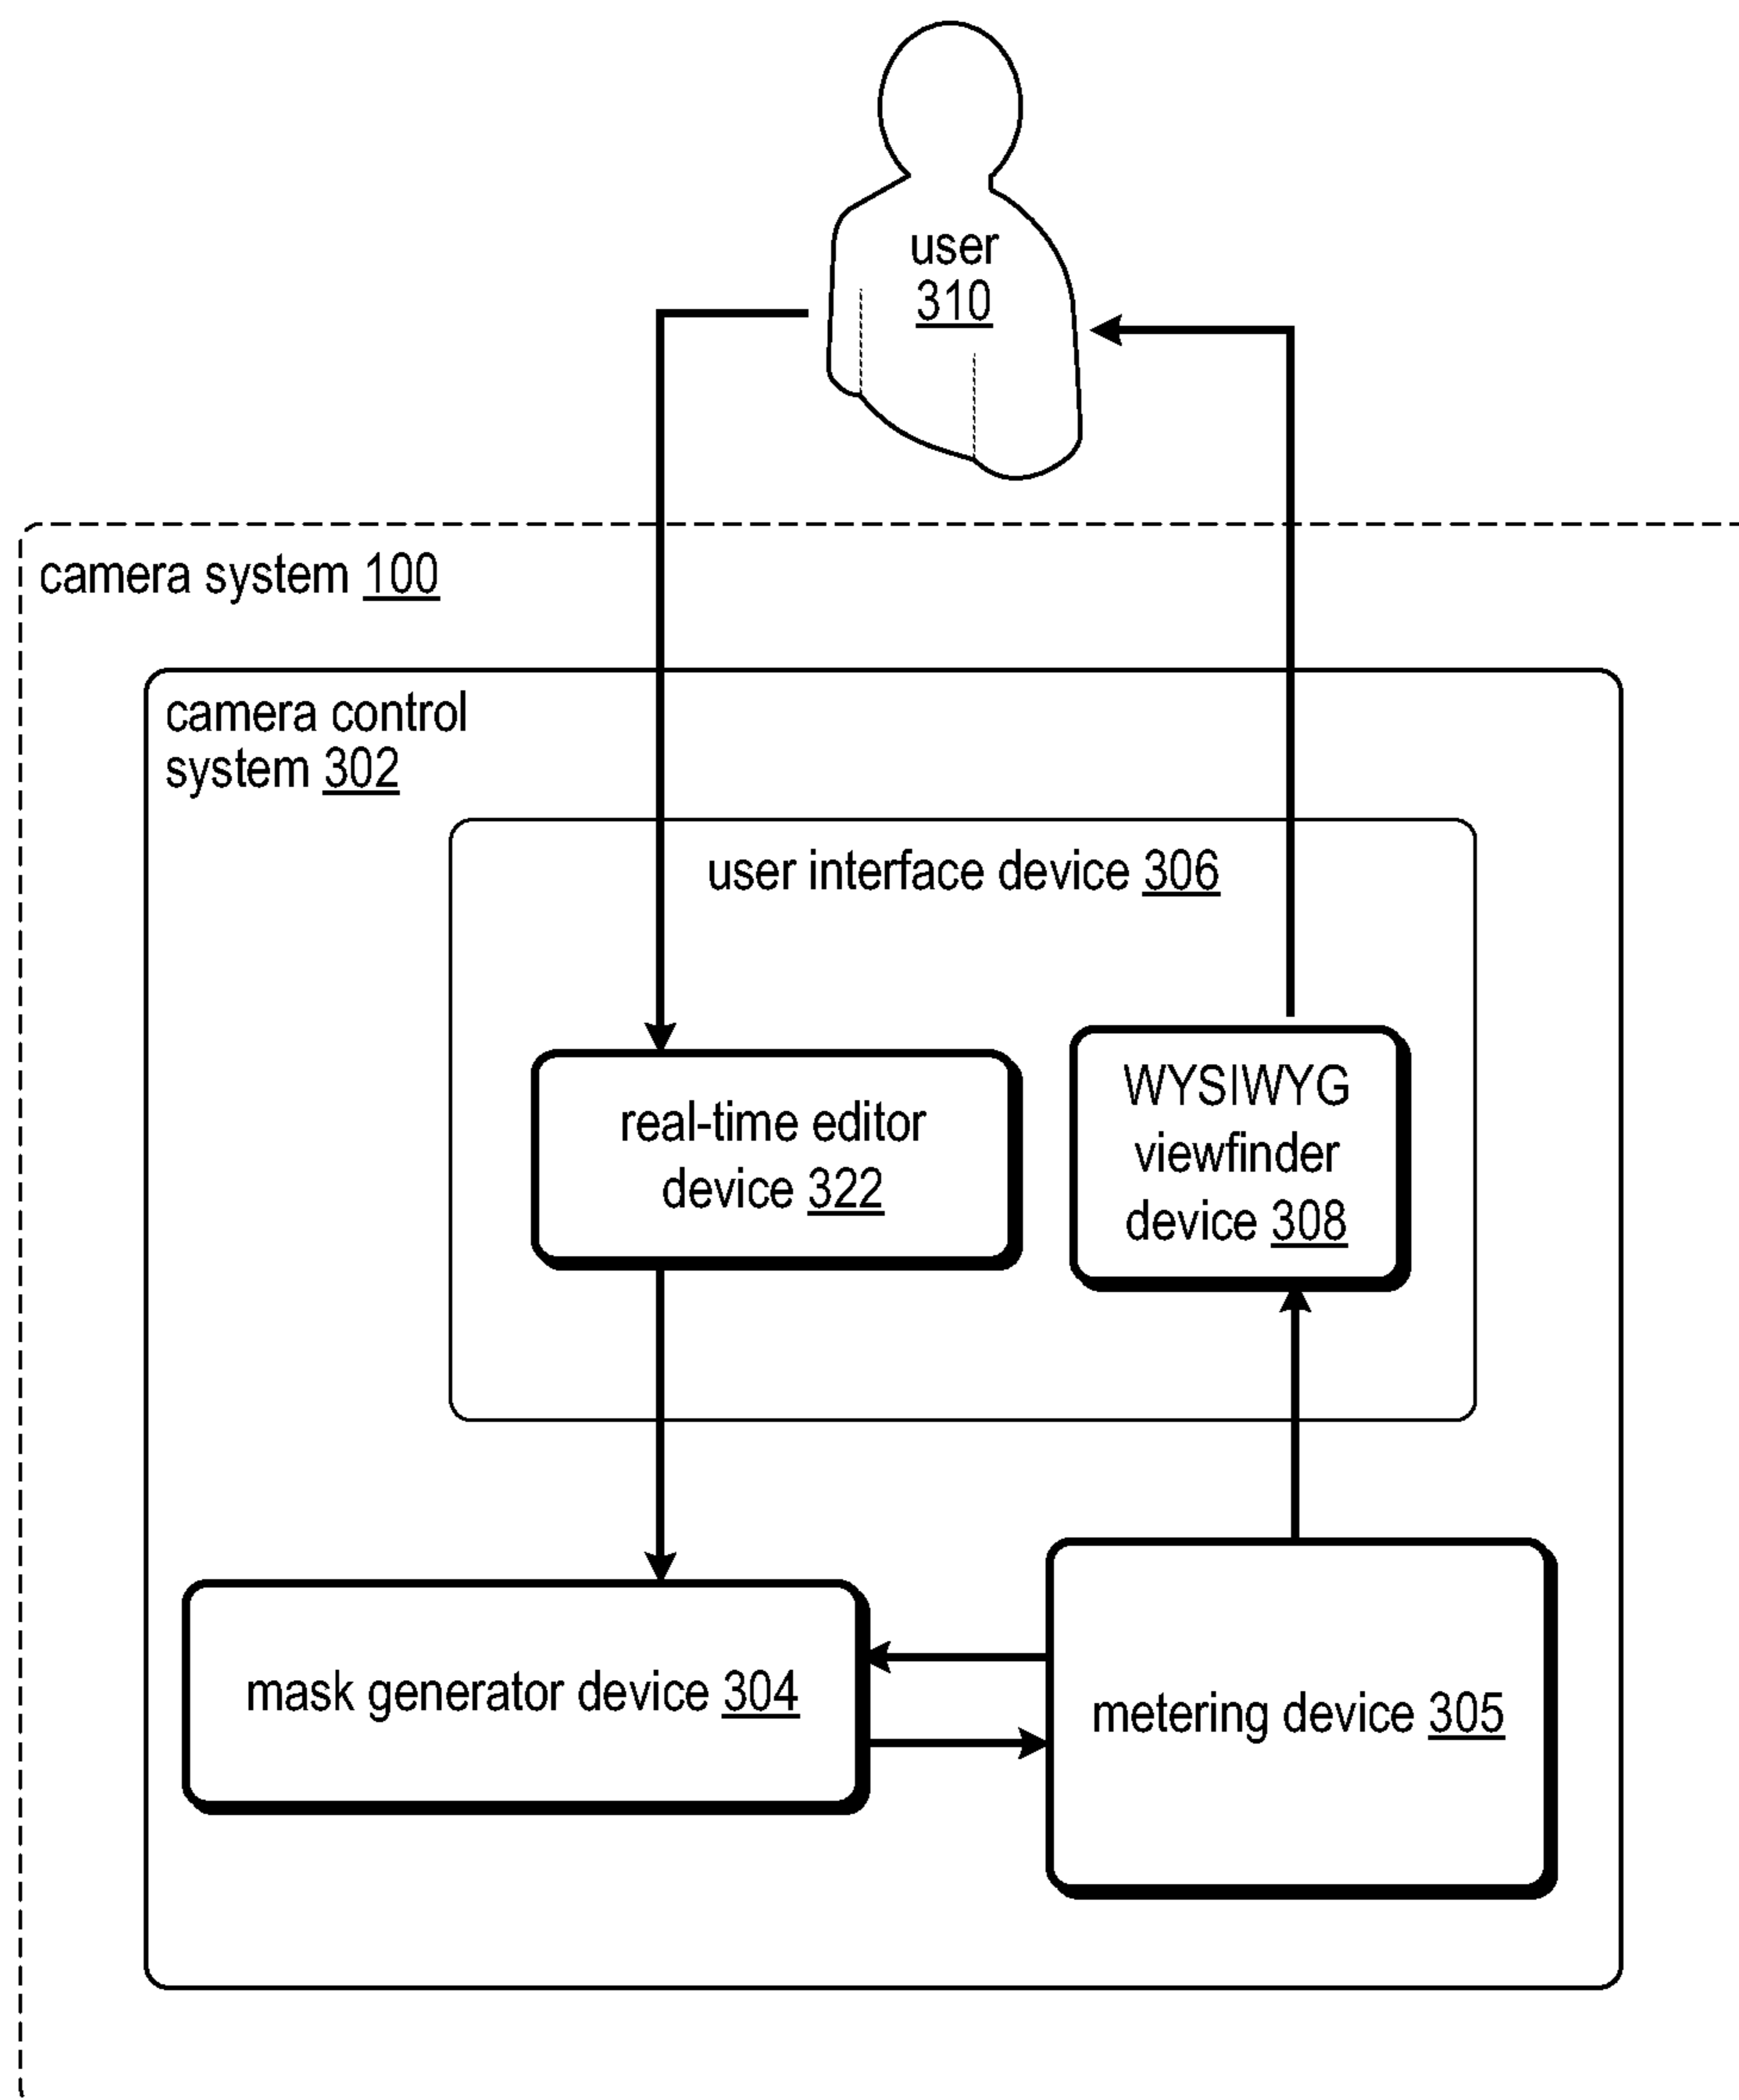 user
310
camera system 100
camera control
system 302
user interface device 306
real-time editor
device 322
WYSIWYG
viewfinder
device 308
mask generator device 304
metering device 305